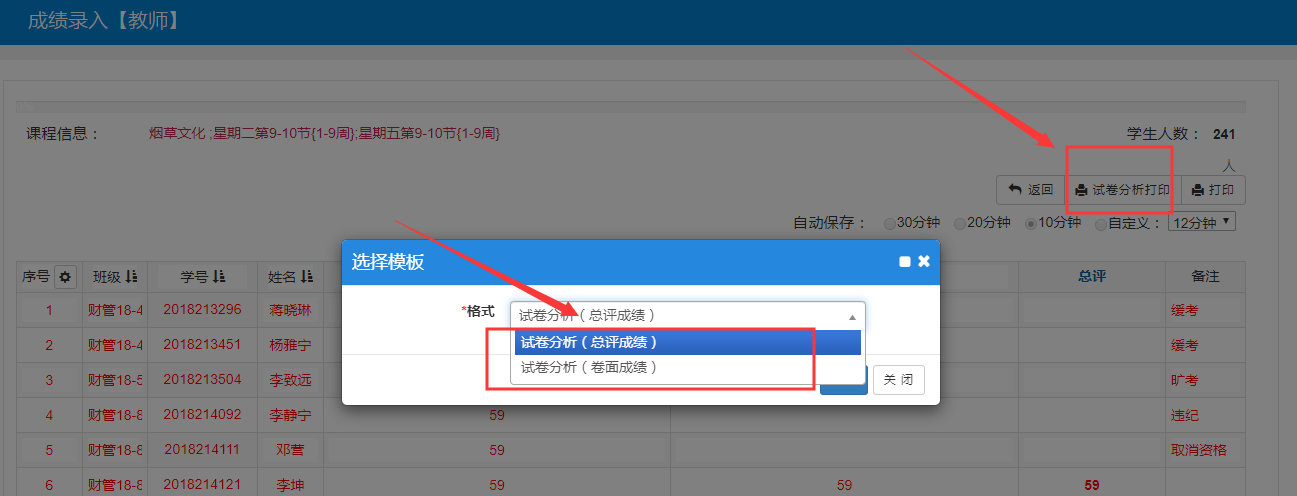 成绩录入【教师】
课程信息： 烟草文化 ;星期二第9-10节{1-9周};星期五第9-10节{1-9周} 学生人数： 241
人
返回 试卷分析打印 打印
自动保存： 30分钟 20分钟 10分钟 自定义： 12分钟
选择模板
*格式 试卷分析（总评成绩）
试卷分析（总评成绩）
试卷分析（卷面成绩）
关 闭
序号 班级 学号 姓名 总评 备注
1 财管18-4 2018213296 蒋晓琳 缓考
2 财管18-4 2018213451 杨雅宁 缓考
3 财管18-5 2018213504 李致远 旷考
4 财管18-8 2018214092 李静宁 59 违纪
5 财管18-8 2018214111 邓营 59 取消资格
6 财管18-8 2018214121 李坤 59 59 59